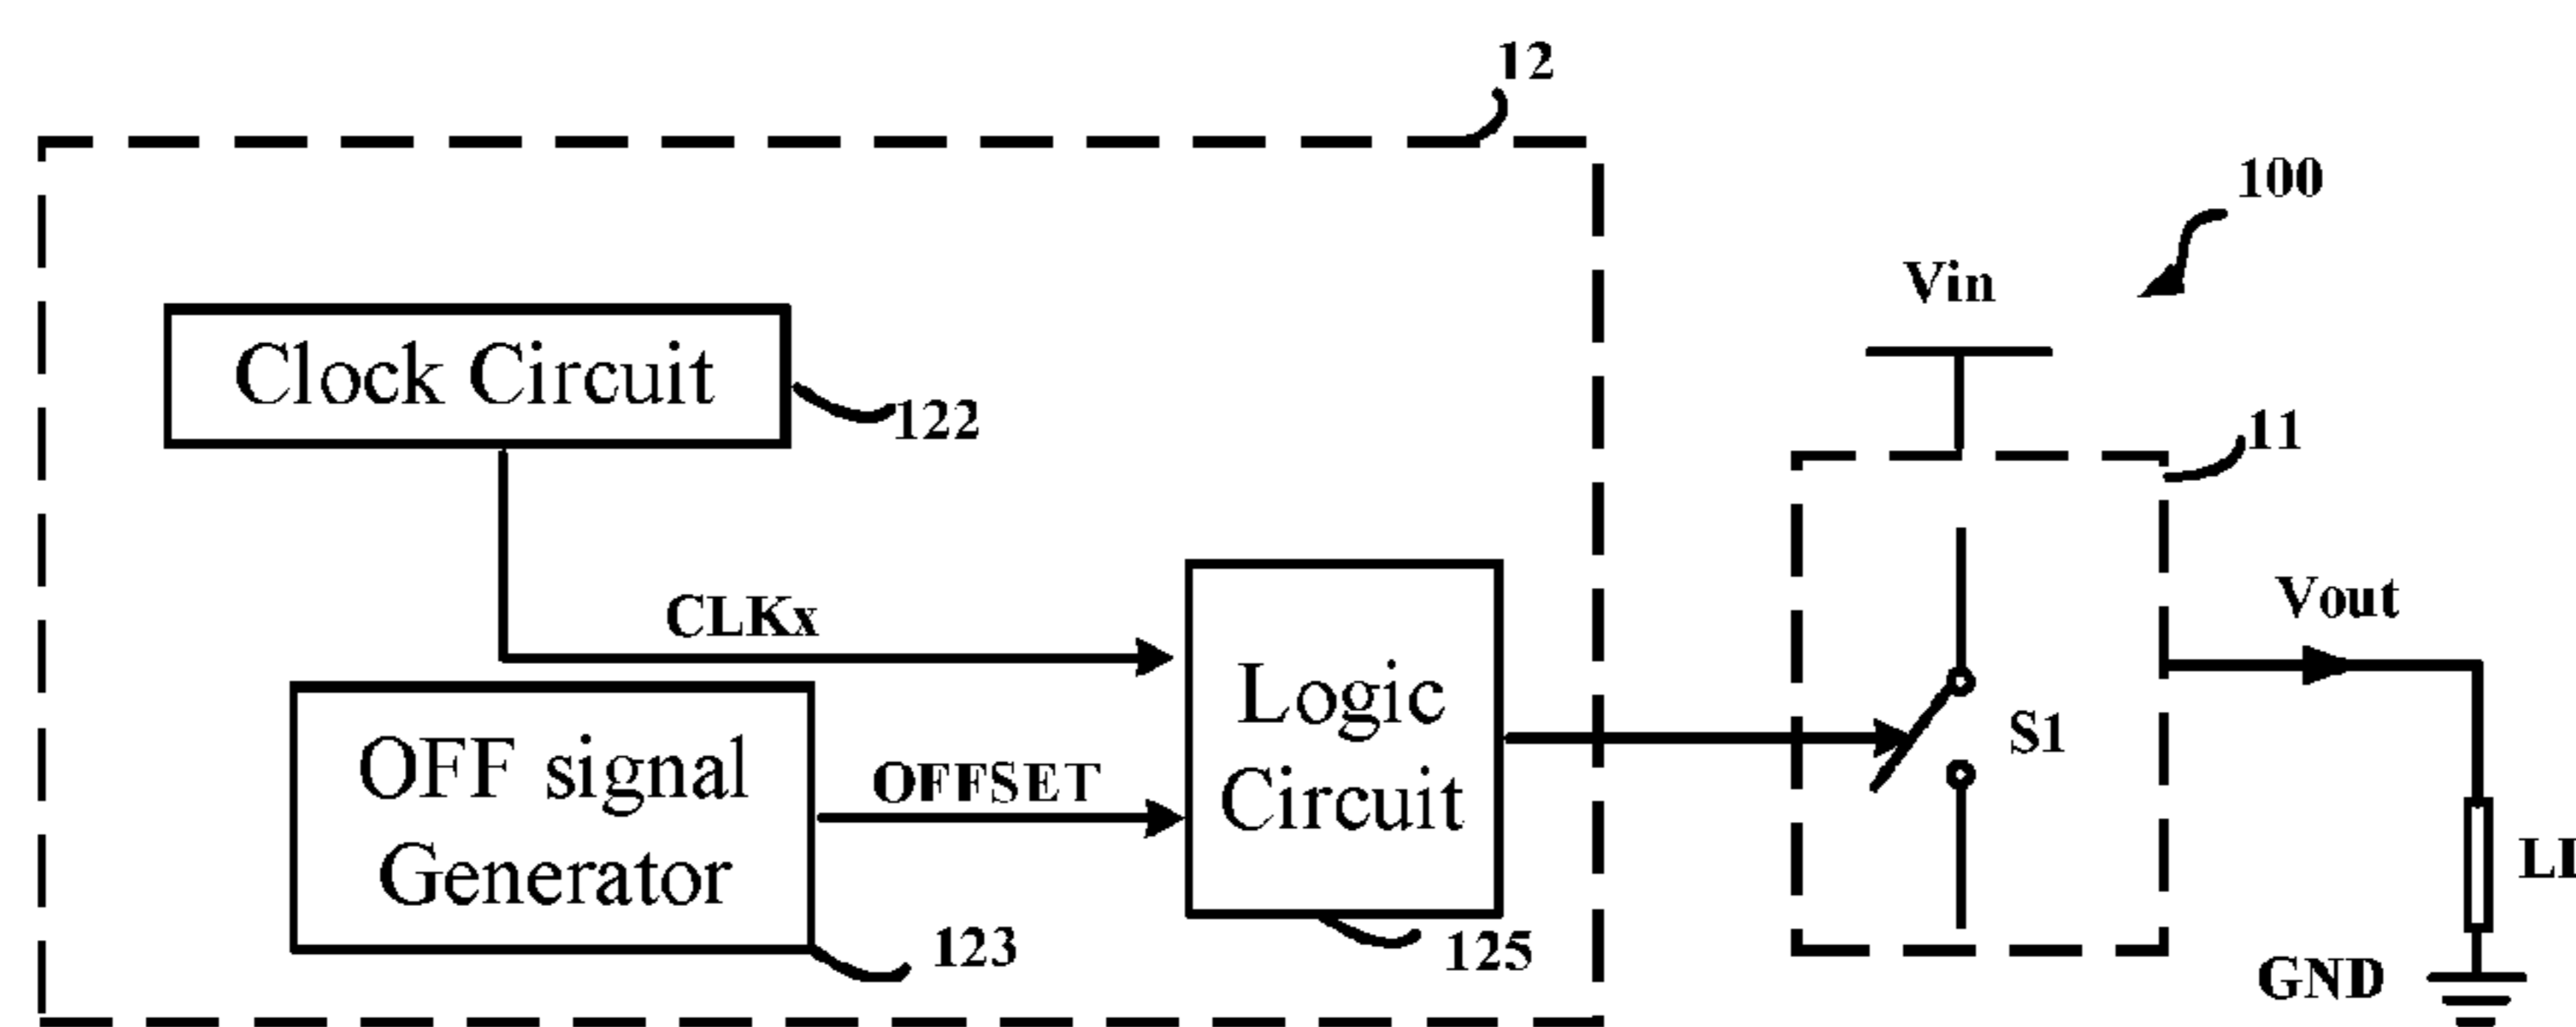 12
100
Vin
Clock Circuit
122
11
CLKx
Vout
Logic
Circuit
S1
OFF signal
Generator
OFFSET
123
125
GND